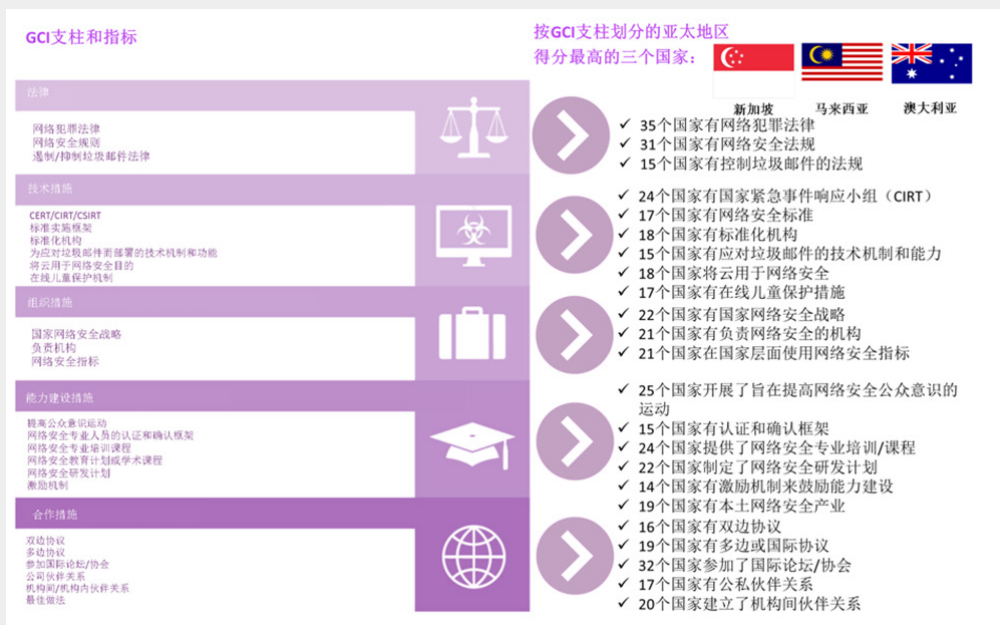 GCI支柱和指标
按GCI支柱划分的亚太地区
得分最高的三个国家：
新加坡
马来西亚
澳大利亚
法律
网络犯罪法律
网络安全规则
遏制/抑制垃圾邮件法律
35个国家有网络犯罪法律
31个国家有网络安全法规
15个国家有控制垃圾邮件的法规
技术措施
CERT/CIRT/CSIRT
标准实施框架
标准化机构
为应对垃圾邮件而部署的技术机制和功能
将云用于网络安全目的
在线儿童保护机制
24个国家有国家紧急事件响应小组（CIRT）
17个国家有网络安全标准
18个国家有标准化机构
15个国家有应对垃圾邮件的技术机制和能力
18个国家将云用于网络安全
17个国家有在线儿童保护措施
组织措施
国家网络安全战略
负责机构
网络安全指标
22个国家有国家网络安全战略
21个国家有负责网络安全的机构
21个国家在国家层面使用网络安全指标
能力建设措施
提高公众意识运动
网络安全专业人员的认证和确认框架
网络安全专业培训课程
网络安全教育计划或学术课程
网络安全研发计划
激励机制
25个国家开展了旨在提高网络安全公众意识的
运动
15个国家有认证和确认框架
24个国家提供了网络安全专业培训/课程
22个国家制定了网络安全研发计划
14个国家有激励机制来鼓励能力建设
19个国家有本土网络安全产业
合作措施
双边协议
多边协议
参加国际论坛/协会
公司伙伴关系
机构间/机构内伙伴关系
最佳做法
16个国家有双边协议
19个国家有多边或国际协议
32个国家参加了国际论坛/协会
17个国家有公私伙伴关系
20个国家建立了机构间伙伴关系